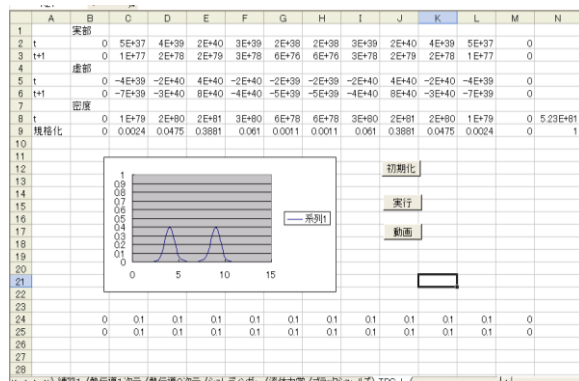 A B C D E F G H I J K L M N
1 実部
2 t 0 5E+37 4E+39 2E+40 3E+39 2E+38 2E+38 3E+39 2E+40 4E+39 5E+37 0
3 t+1 0 1E+77 2E+78 2E+79 3E+78 6E+76 6E+76 3E+78 2E+79 2E+78 1E+77 0
4 虚部
5 t 0 -4E+39 -2E+40 4E+40 -2E+40 -2E+39 -2E+39 -2E+40 4E+40 -2E+40 -4E+39 0
6 t+1 0 -7E+39 -3E+40 8E+40 -4E+40 -5E+39 -5E+39 -4E+40 8E+40 -3E+40 -7E+39 0
7 密度
8 t 0 1E+79 2E+80 2E+81 3E+80 6E+78 6E+78 3E+80 2E+81 2E+80 1E+79 0 5.23E+81
9 規格化 0 0.0024 0.0475 0.3881 0.061 0.0011 0.0011 0.061 0.3881 0.0475 0.0024 0 1
10
11
12 初期化
13
14
15 実行
16
17 動画
18
19
20
21
22
23
1
0.9
0.8
0.7
0.6
0.5
0.4
0.3
0.2
0.1
0
0 5 10 15
系列1
24 0 0.1 0.1 0.1 0.1 0.1 0.1 0.1 0.1 0.1 0.1 0
25 0 0.1 0.1 0.1 0.1 0.1 0.1 0.1 0.1 0.1 0.1 0
26
27
28